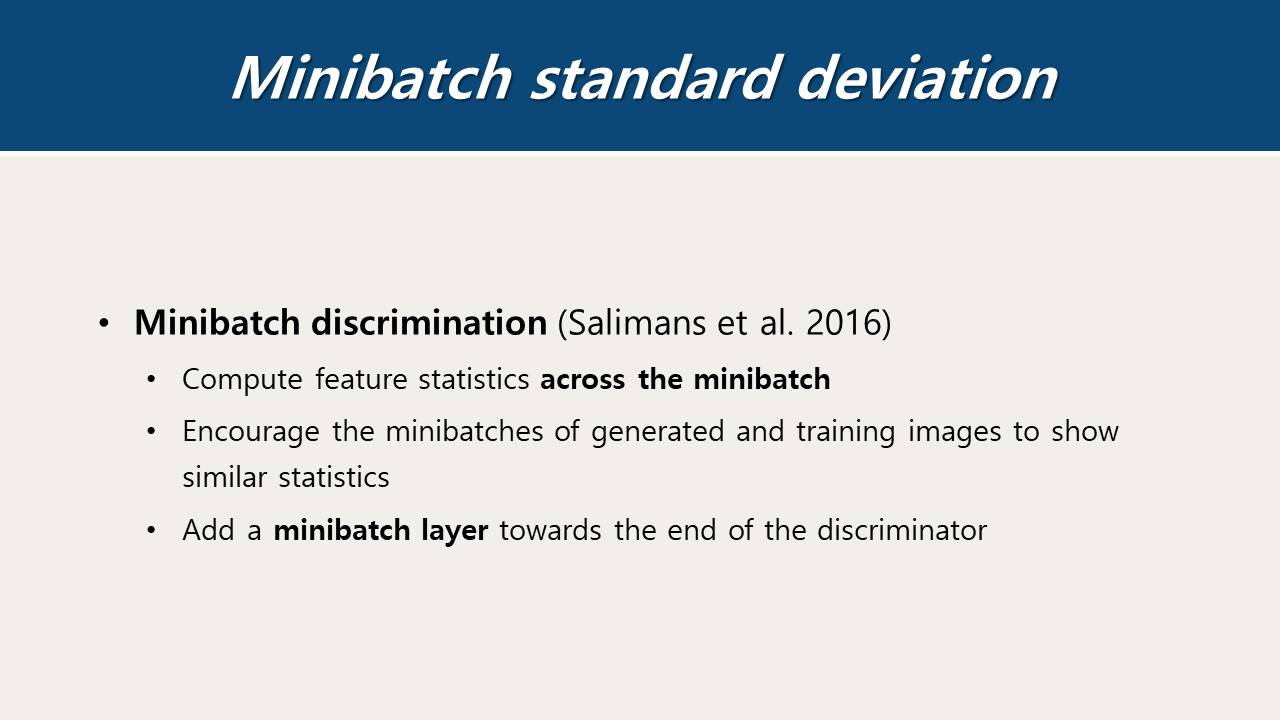 Minibatch standard deviation
• Minibatch discrimination (Salimans et al. 2016)
• Compute feature statistics across the minibatch
• Encourage the minibatches of generated and training images to show
similar statistics
• Add a minibatch layer towards the end of the discriminator